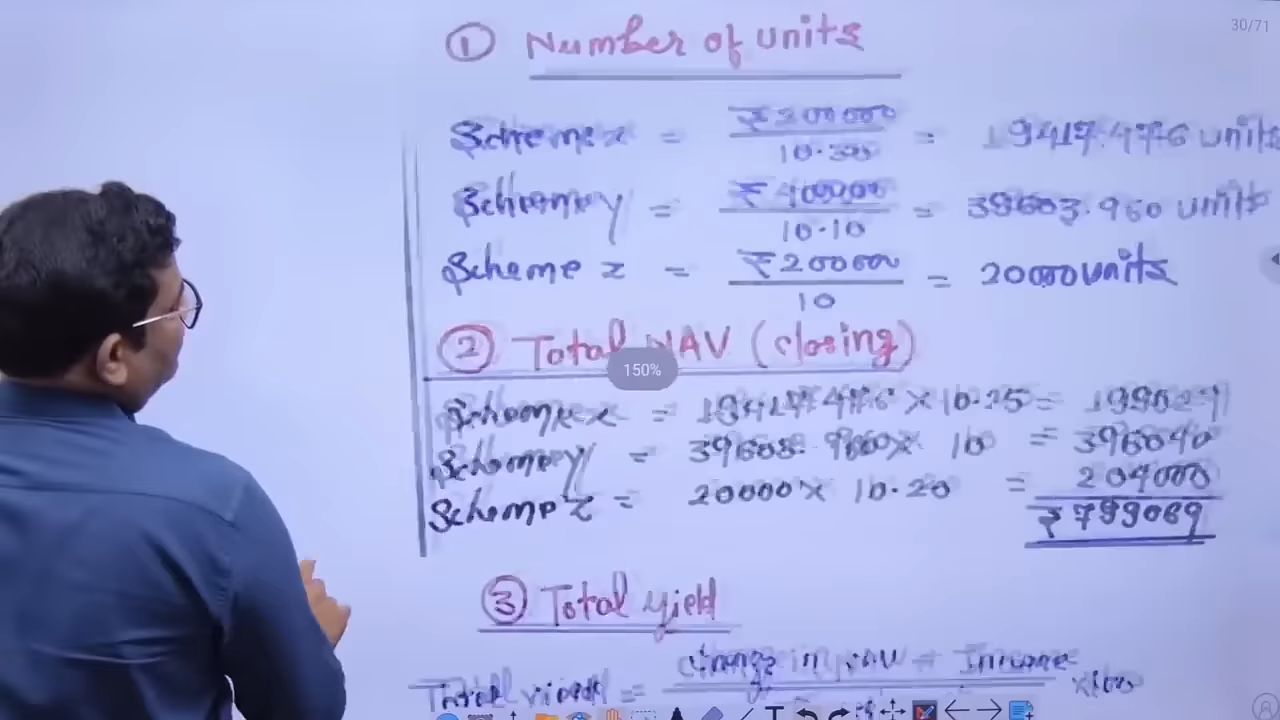 30/71
① Number of units
Scheme x = ₹200000 / 10.300 = 19417.476 units
Scheme y = ₹400000 / 10.10 = 39603.960 units
Scheme z = ₹200000 / 10 = 20000 units
② Total NAV (closing)
150%
Scheme x = 19417.476 × 10.25 = 199029
Scheme y = 39603.960 × 10 = 396040
Scheme z = 20000 × 10.20 = 204000
₹799069
③ Total yield
Total yield = Change in NAV + Income ×100